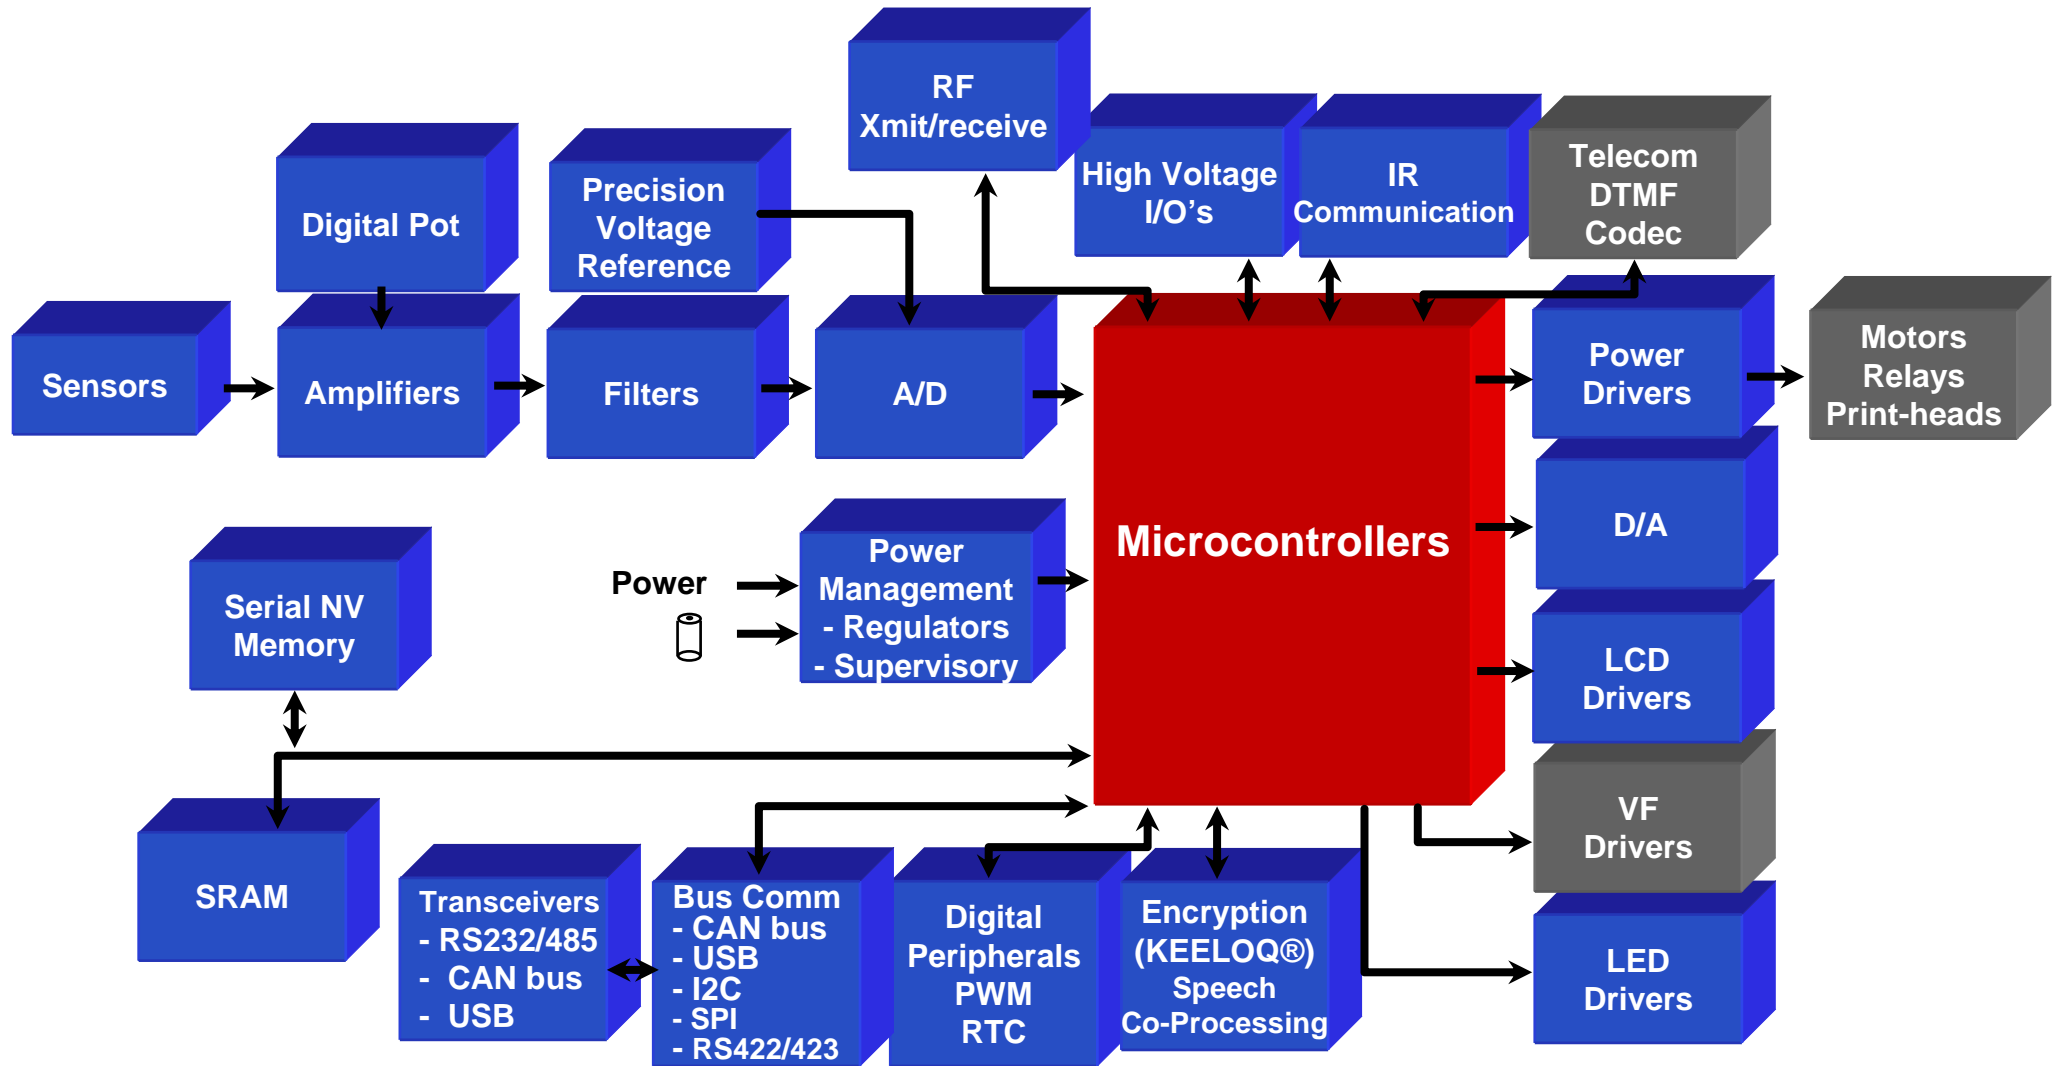 RF
Xmit/receive
High Voltage
I/O's
IR
Communication
Telecom
DTMF
Codec
Digital Pot
Precision
Voltage
Reference
Sensors
Amplifiers
Filters
A/D
Microcontrollers
Power
Drivers
Motors
Relays
Print-heads
D/A
Power
Power
Management
- Regulators
- Supervisory
Serial NV
Memory
LCD
Drivers
VF
Drivers
SRAM
Transceivers
- RS232/485
- CAN bus
- USB
Bus Comm
- CAN bus
- USB
- I2C
- SPI
- RS422/423
Digital
Peripherals
PWM
RTC
Encryption
(KEELOQ®)
Speech
Co-Processing
LED
Drivers